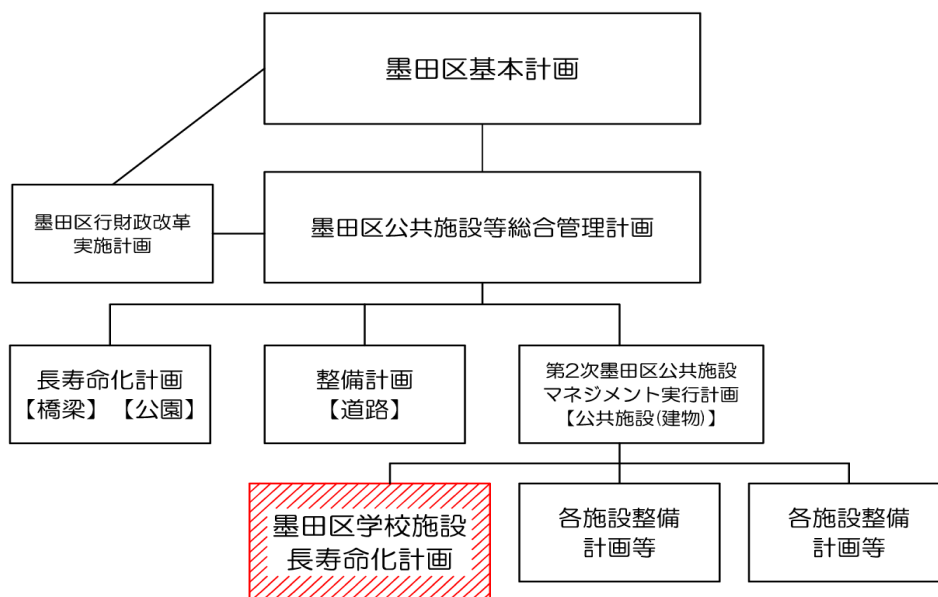 墨田区基本計画
墨田区行財政改革
実施計画
墨田区公共施設等総合管理計画
長寿命化計画
【橋梁】【公園】
整備計画
【道路】
第2次墨田区公共施設
マネジメント実行計画
【公共施設(建物)】
墨田区学校施設
長寿命化計画
各施設整備
計画等
各施設整備
計画等